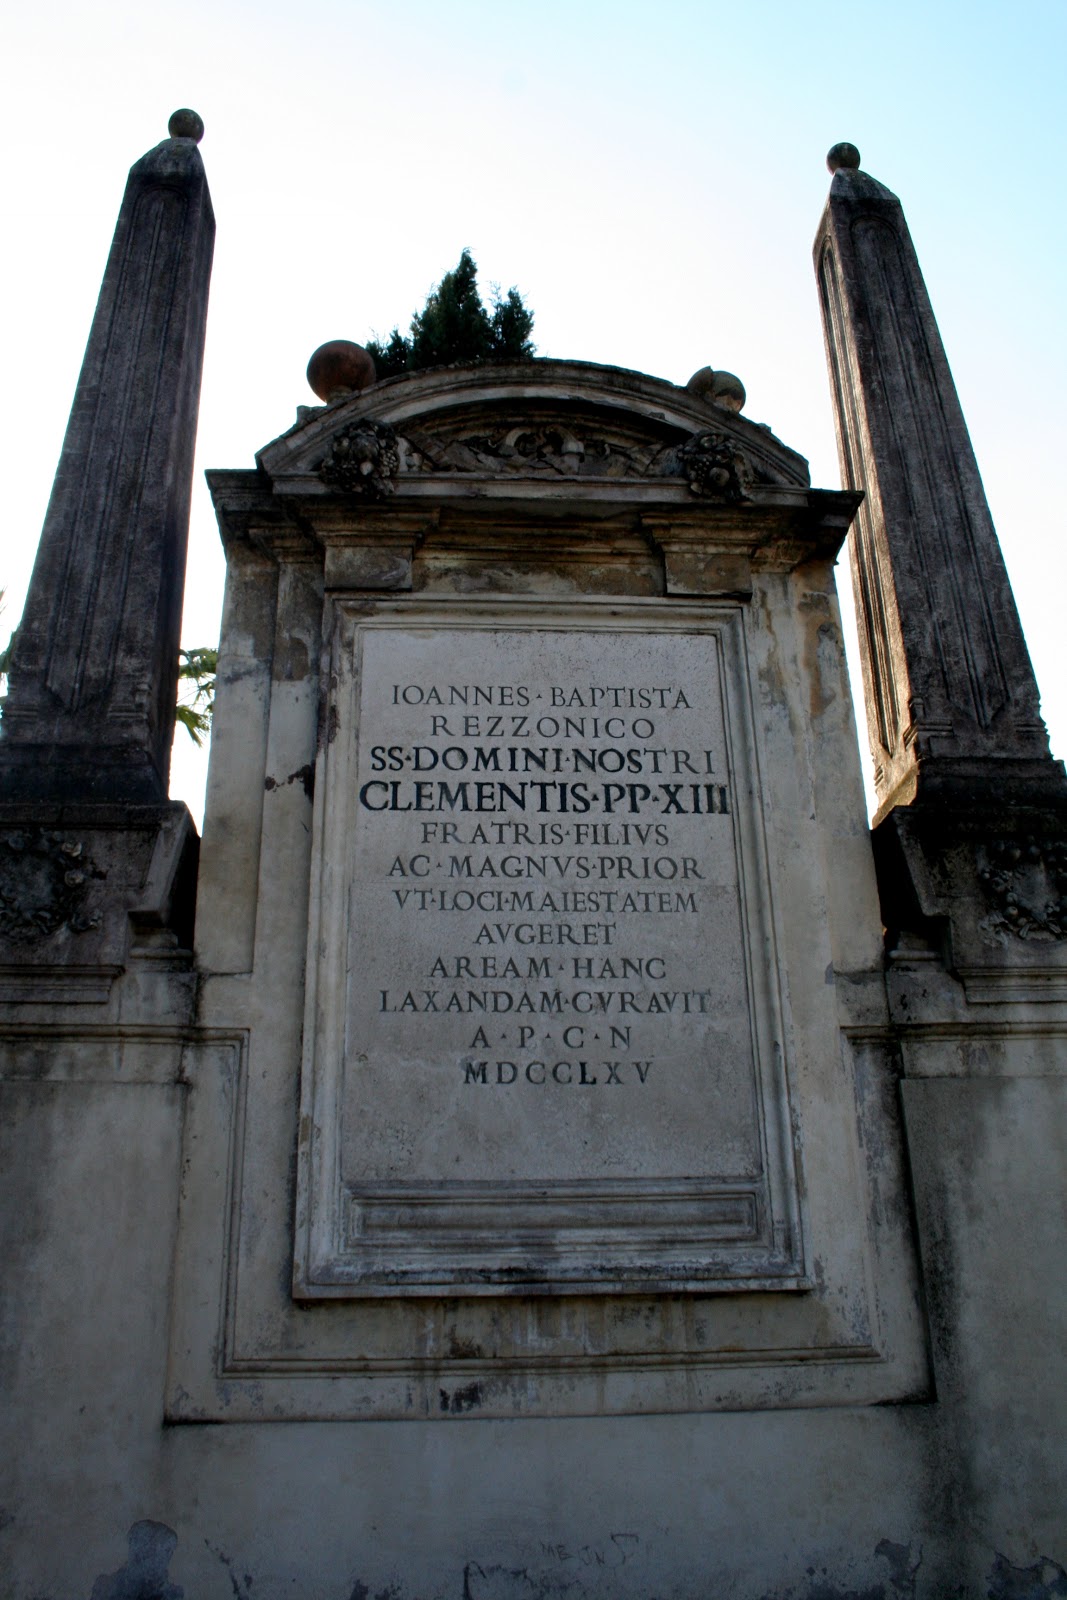 IOANNES·BAPTISTA
REZZONICO
SS·DOMINI·NOSTRI
CLEMENTIS·PP·XIII
FRATRIS·FILIVS
AC·MAGNVS·PRIOR
VT·LOCI·MAIESTATEM
AVGERET
AREAM·HANC
LAXANDAM·CVRAVIT
A·P·C·N
MDCCLXV